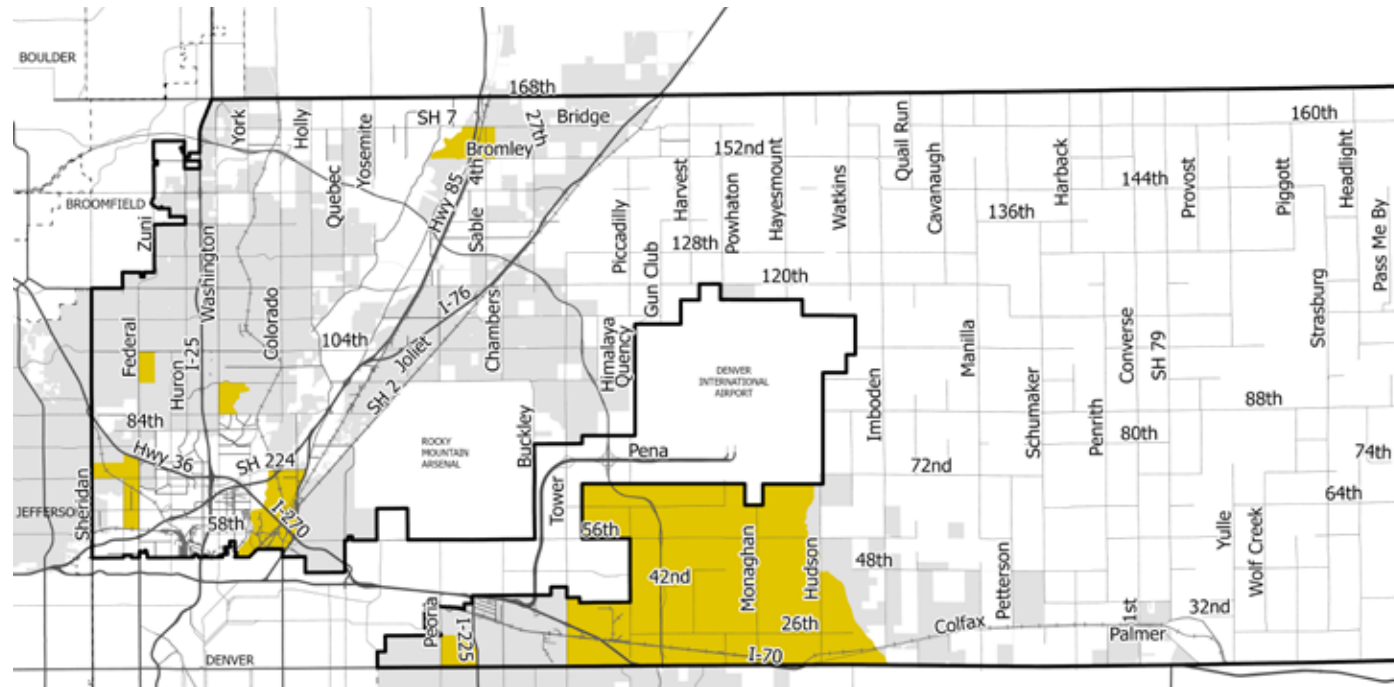 BOULDER
168th
York
Holly
Yosemite
Quebec
SH 7
27th
Bridge
Bromley
4th
Hwy 85
Sable
152nd
Harvest
Powhaton
Hayesmount
Watkins
Quail Run
Cavanaugh
Harback
144th
Provost
160th
Piggott
Headlight
136th
Pass Me By
BROOMFIELD
Zuni
Washington
Piccadilly
128th
Gun Club
120th
I-76
Federal
Huron
I-25
Colorado
104th
SH 2
Joliet
Chambers
Himalaya
Quency
DENVER
INTERNATIONAL
AIRPORT
Imboden
Manilla
Schumaker
Converse
SH 79
Penrith
Strasburg
88th
84th
80th
Hwy 36
SH 224
ROCKY
MOUNTAIN
ARSENAL
Buckley
Pena
72nd
74th
64th
JEFFERSO
Sheridan
58th
I-270
Tower
56th
42nd
Monaghan
Hudson
48th
Petterson
Yulle
Wolf Creek
Peoria
I-225
26th
Colfax
1st
32nd
Palmer
I-70
DENVER